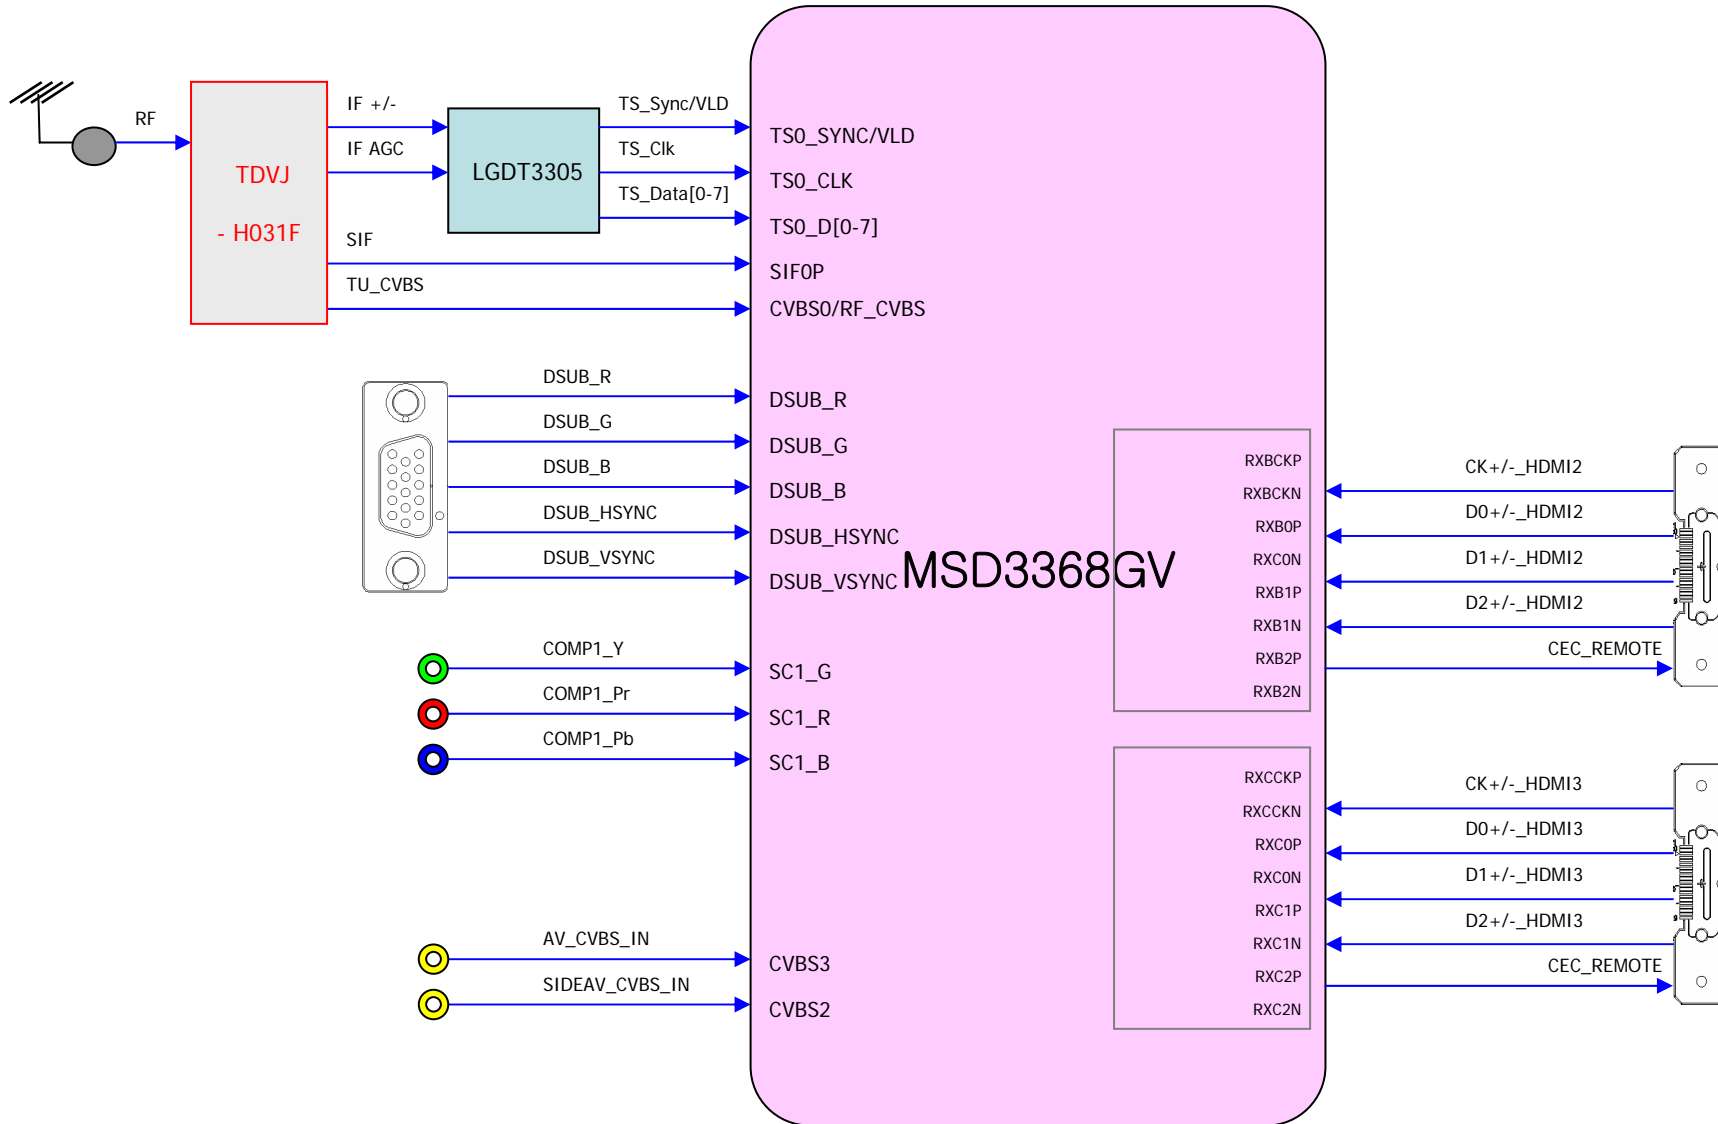 RF
TDVJ
- H031F
IF +/-
IF AGC
SIF
TU_CVBS
LGDT3305
TS_Sync/VLD
TS_Clk
TS_Data[0-7]
TS0_SYNC/VLD
TS0_CLK
TS0_D[0-7]
SIF0P
CVBS0/RF_CVBS
DSUB_R
DSUB_G
DSUB_B
DSUB_HSYNC
DSUB_VSYNC
DSUB_R
DSUB_G
DSUB_B
DSUB_HSYNC
DSUB_VSYNC
MSD3368GV
COMP1_Y
COMP1_Pr
COMP1_Pb
SC1_G
SC1_R
SC1_B
AV_CVBS_IN
SIDEAV_CVBS_IN
CVBS3
CVBS2
RXBCKP
RXBCKN
RXB0P
RXC0N
RXB1P
RXB1N
RXB2P
RXB2N
CK+/-_HDMI2
D0+/-_HDMI2
D1+/-_HDMI2
D2+/-_HDMI2
CEC_REMOTE
RXCCKP
RXCCKN
RXC0P
RXC0N
RXC1P
RXC1N
RXC2P
RXC2N
CK+/-_HDMI3
D0+/-_HDMI3
D1+/-_HDMI3
D2+/-_HDMI3
CEC_REMOTE